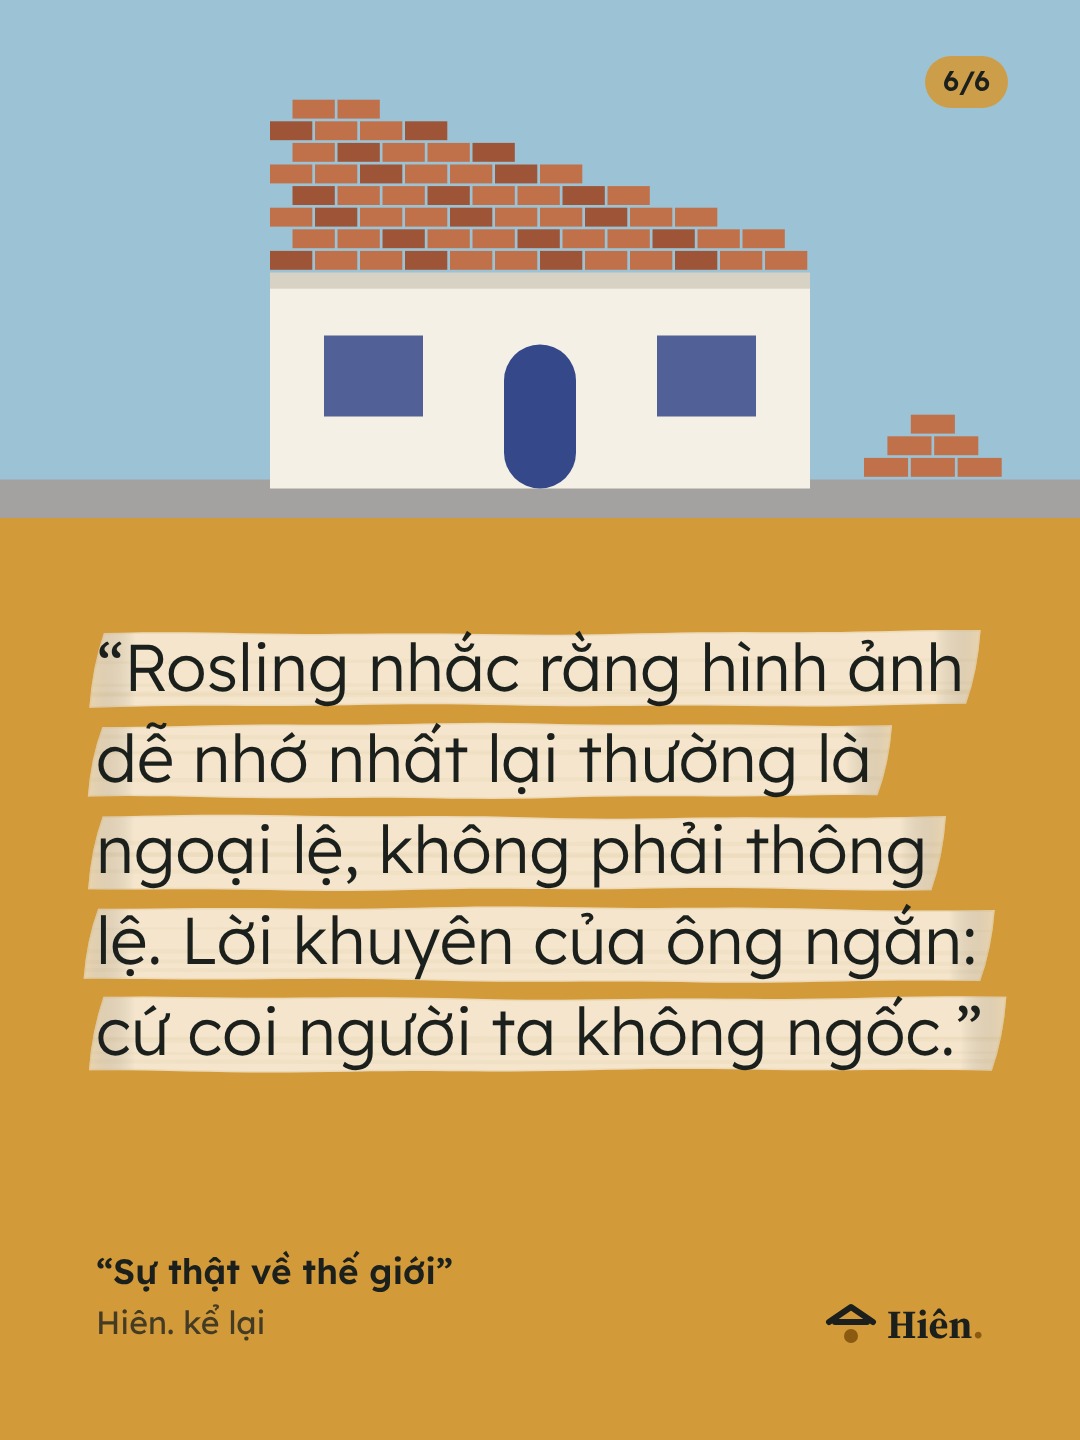 6/6
“Rosling nhắc rằng hình ảnh
dễ nhớ nhất lại thường là
ngoại lệ, không phải thông
lệ. Lời khuyên của ông ngắn:
cứ coi người ta không ngốc.”
“Sự thật về thế giới”
Hiên. kể lại
Hiên.